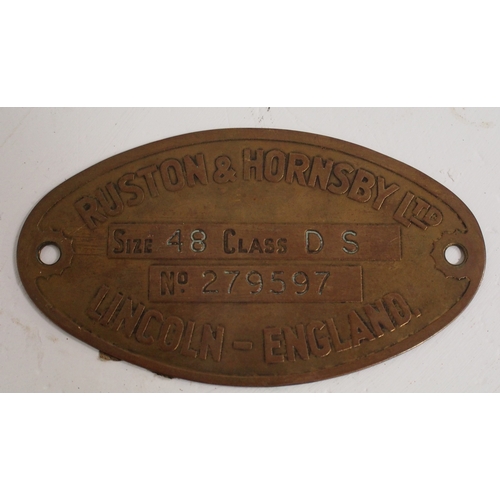 RUSTON & HORNSBY LTD
SIZE 48 CLASS D S
No 279597
LINCOLN - ENGLAND.